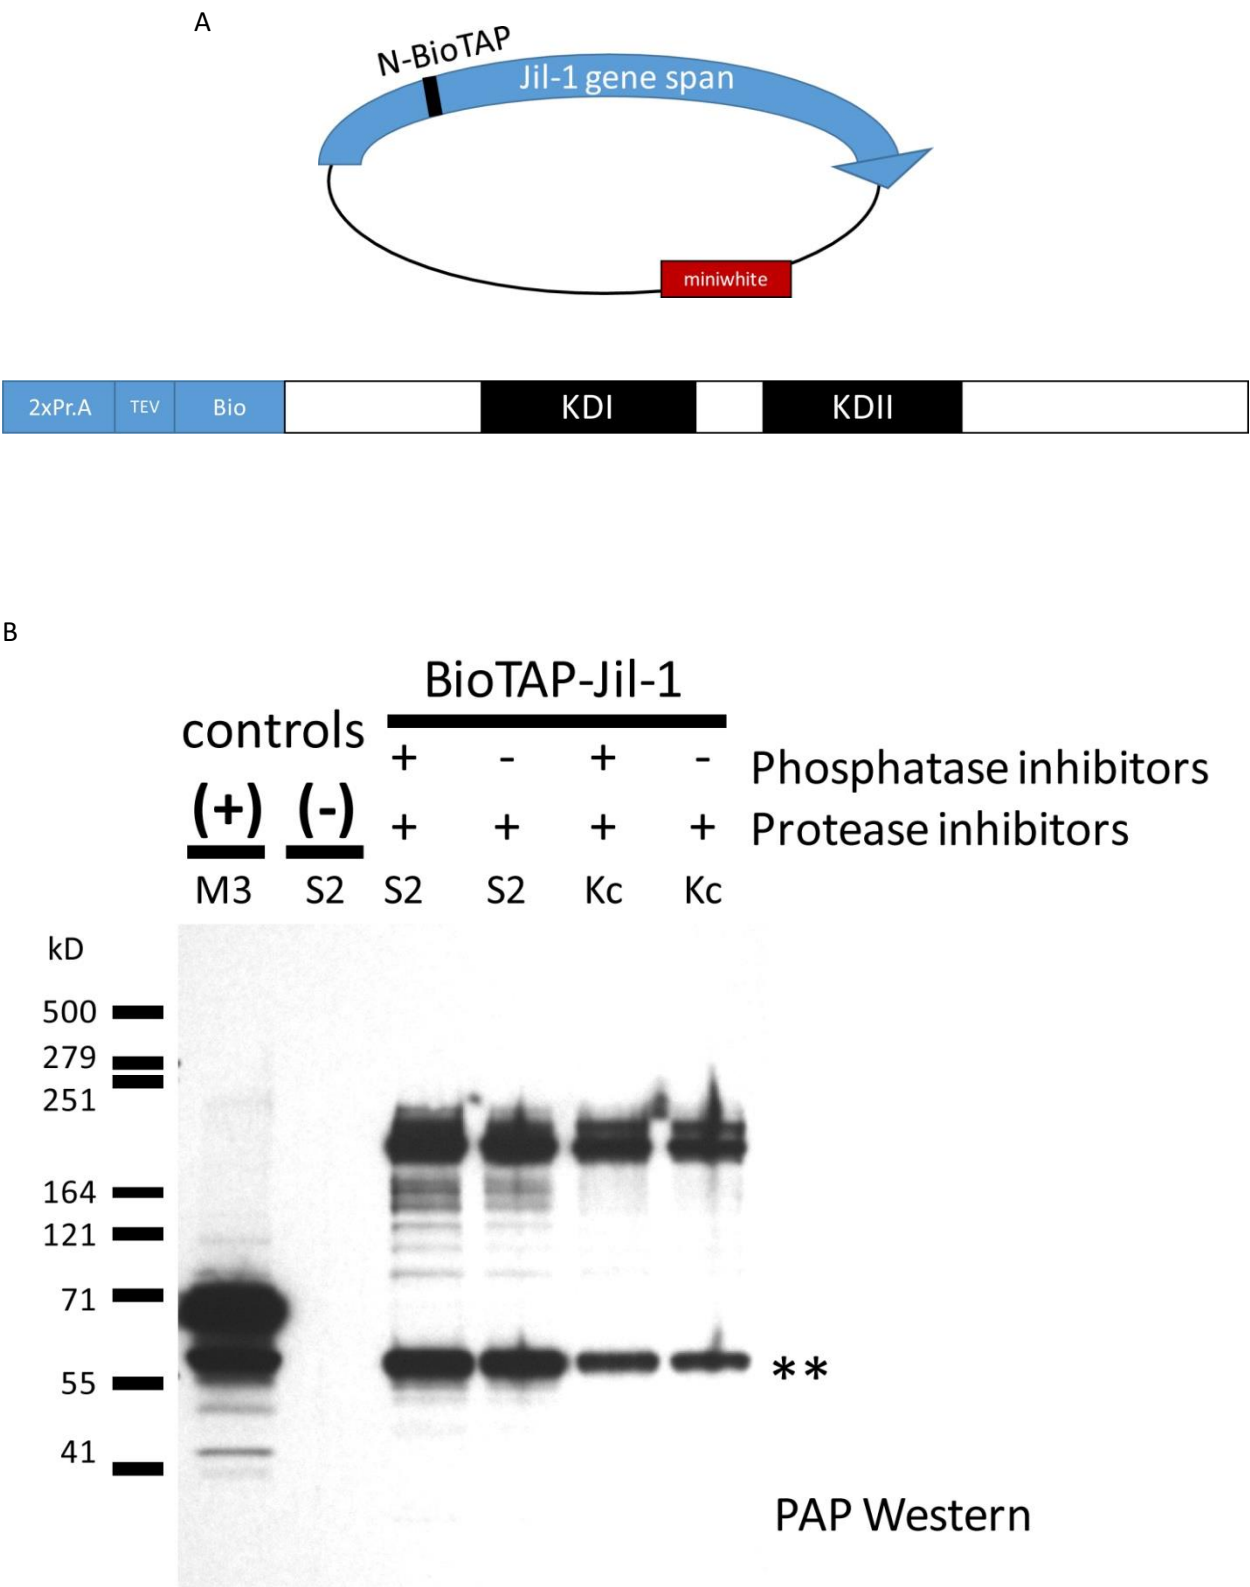 A
N-BioTAP
Jil-1 gene span
miniwhite
2xPr.A TEV Bio KDI KDII
B
BioTAP-Jil-1
controls
+ - + - Phosphatase inhibitors
(+) (-)
+ + + + Protease inhibitors
M3 S2 S2 S2 Kc Kc
kD
500
279
251
164
121
71
55
41
**
PAP Western